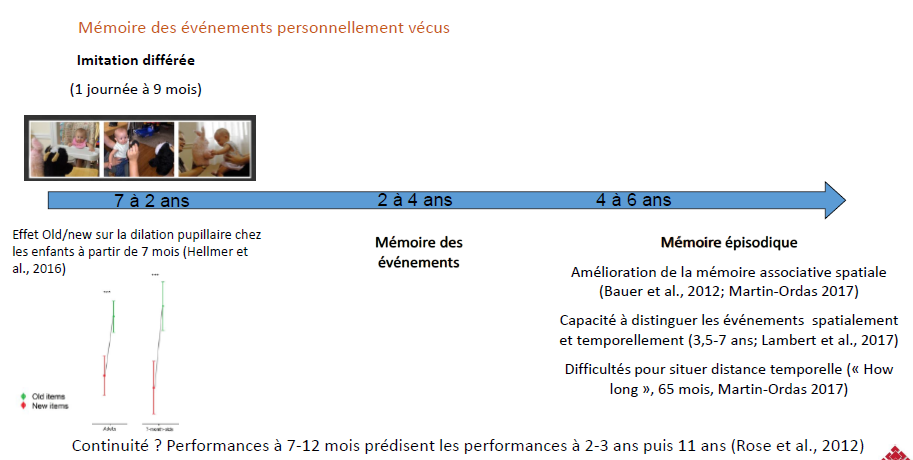 Mémoire des événements personnellement vécus
Imitation différée
(1 journée à 9 mois)
7 à 2 ans
2 à 4 ans
4 à 6 ans
Effet Old/new sur la dilation pupillaire chez
les enfants à partir de 7 mois (Hellmer et
al., 2016)
***
***
Old items
New items
Adults
7-month-olds
Mémoire des
événements
Mémoire épisodique
Amélioration de la mémoire associative spatiale
(Bauer et al., 2012; Martin-Ordas 2017)
Capacité à distinguer les événements spatialement
et temporellement (3,5-7 ans; Lambert et al., 2017)
Difficultés pour situer distance temporelle (« How
long », 65 mois, Martin-Ordas 2017)
Continuité ? Performances à 7-12 mois prédisent les performances à 2-3 ans puis 11 ans (Rose et al., 2012)